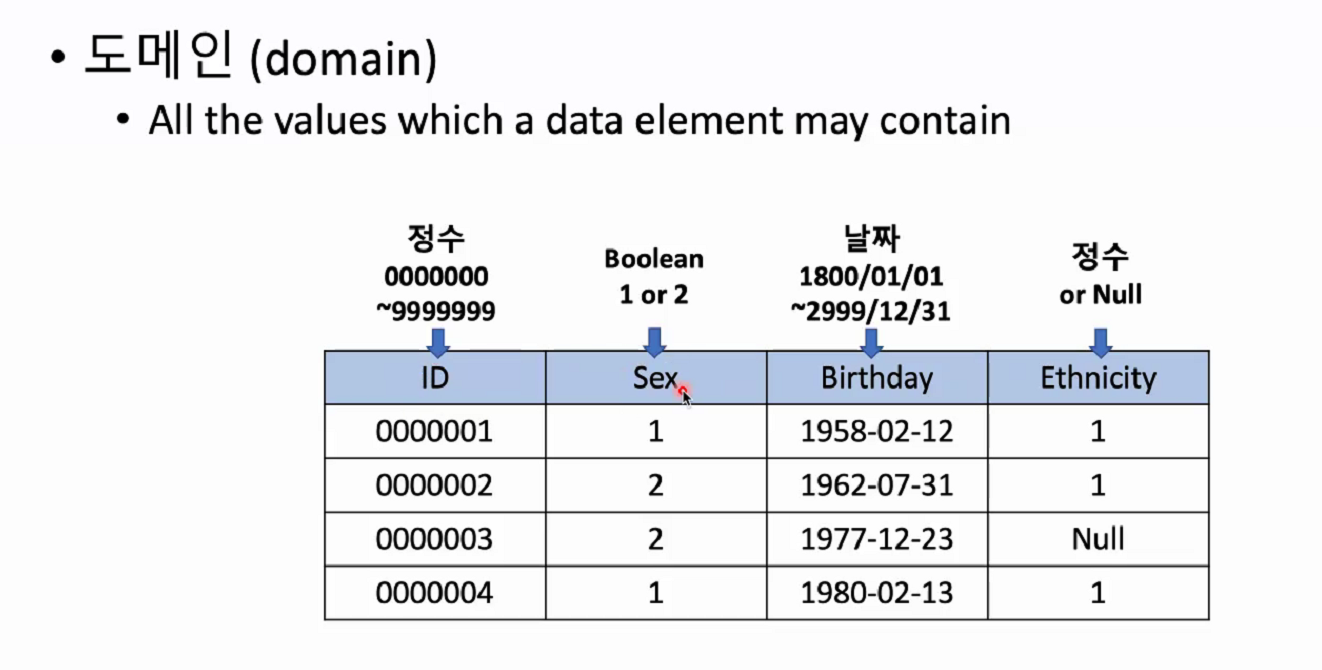 • 도메인 (domain)
• All the values which a data element may contain
정수
0000000
~9999999
Boolean
1 or 2
날짜
1800/01/01
~2999/12/31
정수
or Null
ID Sex Birthday Ethnicity
0000001 1 1958-02-12 1
0000002 2 1962-07-31 1
0000003 2 1977-12-23 Null
0000004 1 1980-02-13 1